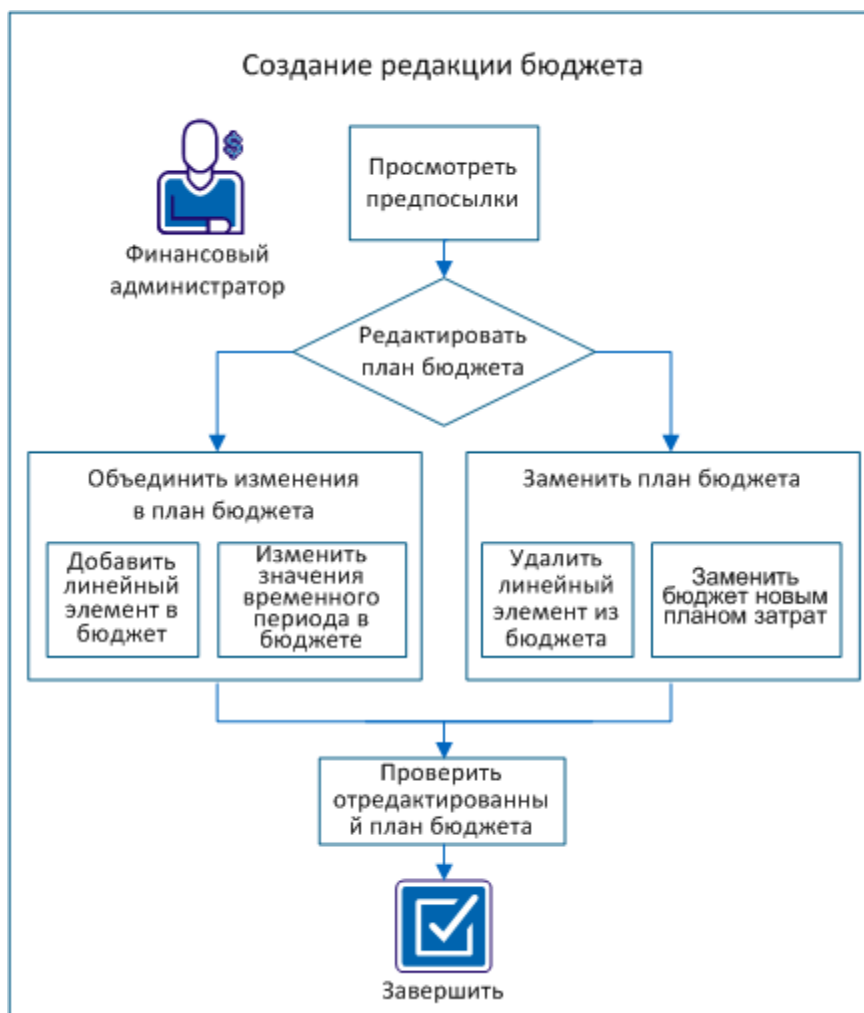 Создание редакции бюджета
Просмотреть
предпосылки
Финансовый
администратор
Редактировать
план бюджета
Объединить изменения
в план бюджета
Добавить
линейный
элемент в
бюджет
Изменить
значения
временного
периода в
бюджете
Заменить план бюджета
Удалить
линейный
элемент из
бюджета
Заменить
бюджет новым
планом затрат
Проверить
отредактированны
й план бюджета
Завершить